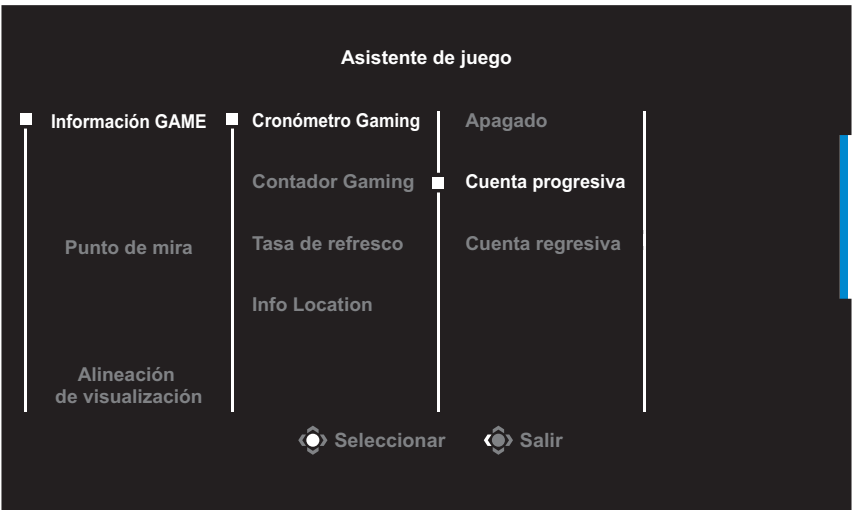 Asistente de juego
Información GAME
Cronómetro Gaming
Apagado
Contador Gaming
Cuenta progresiva
Punto de mira
Tasa de refresco
Cuenta regresiva
Info Location
Alineación
de visualización
Seleccionar
Salir